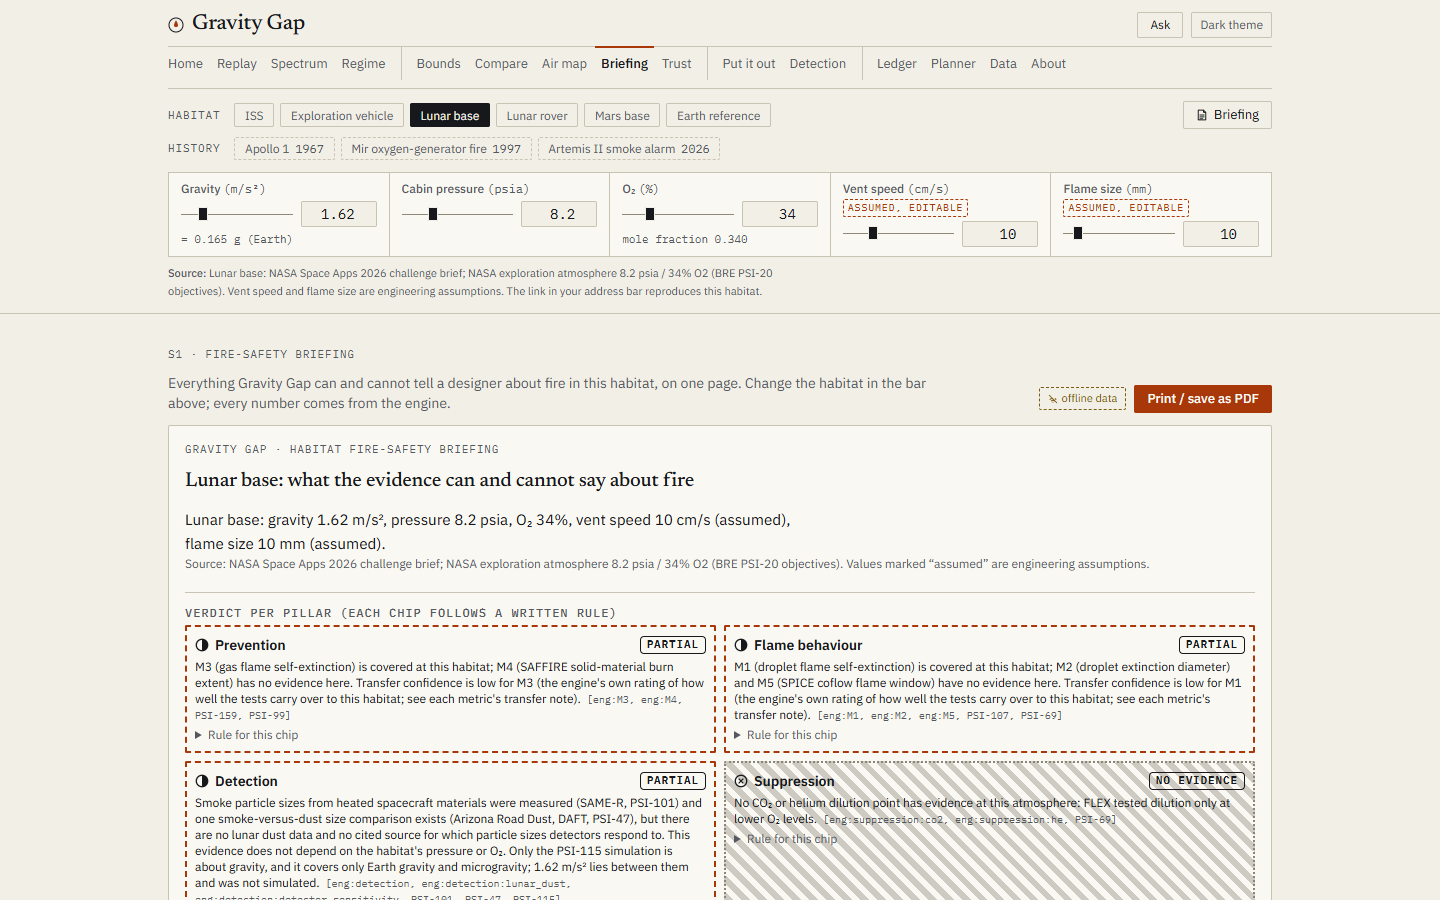 Gravity Gap
Ask
Dark theme
Home Replay Spectrum Regime Bounds Compare Air map Briefing Trust Put it out Detection Ledger Planner Data About
HABITAT ISS Exploration vehicle Lunar base Lunar rover Mars base Earth reference
Briefing
HISTORY Apollo 1 1967 Mir oxygen-generator fire 1997 Artemis II smoke alarm 2026
Gravity (m/s²)
1.62
= 0.165 g (Earth)
Cabin pressure (psia)
8.2
O₂ (%)
34
mole fraction 0.340
Vent speed (cm/s)
ASSUMED, EDITABLE
10
Flame size (mm)
ASSUMED, EDITABLE
10
Source: Lunar base: NASA Space Apps 2026 challenge brief; NASA exploration atmosphere 8.2 psia / 34% O2 (BRE PSI-20
objectives). Vent speed and flame size are engineering assumptions. The link in your address bar reproduces this habitat.
S1 · FIRE-SAFETY BRIEFING
Everything Gravity Gap can and cannot tell a designer about fire in this habitat, on one page. Change the habitat in the bar
above; every number comes from the engine.
offline data
Print / save as PDF
GRAVITY GAP · HABITAT FIRE-SAFETY BRIEFING
Lunar base: what the evidence can and cannot say about fire
Lunar base: gravity 1.62 m/s², pressure 8.2 psia, O₂ 34%, vent speed 10 cm/s (assumed),
flame size 10 mm (assumed).
Source: NASA Space Apps 2026 challenge brief; NASA exploration atmosphere 8.2 psia / 34% O2 (BRE PSI-20 objectives). Values marked “assumed” are engineering assumptions.
VERDICT PER PILLAR (EACH CHIP FOLLOWS A WRITTEN RULE)
Prevention
PARTIAL
M3 (gas flame self-extinction) is covered at this habitat; M4 (SAFFIRE solid-material burn
extent) has no evidence here. Transfer confidence is low for M3 (the engine's own rating of how
well the tests carry over to this habitat; see each metric's transfer note). [eng:M3, eng:M4,
PSI-159, PSI-99]
Rule for this chip
Flame behaviour
PARTIAL
M1 (droplet flame self-extinction) is covered at this habitat; M2 (droplet extinction diameter)
and M5 (SPICE coflow flame window) have no evidence here. Transfer confidence is low for M1
(the engine's own rating of how well the tests carry over to this habitat; see each metric's
transfer note). [eng:M1, eng:M2, eng:M5, PSI-107, PSI-69]
Rule for this chip
Detection
PARTIAL
Smoke particle sizes from heated spacecraft materials were measured (SAME-R, PSI-101) and
one smoke-versus-dust size comparison exists (Arizona Road Dust, DAFT, PSI-47), but there
are no lunar dust data and no cited source for which particle sizes detectors respond to. This
evidence does not depend on the habitat's pressure or O₂. Only the PSI-115 simulation is
about gravity, and it covers only Earth gravity and microgravity; 1.62 m/s² lies between them
and was not simulated. [eng:detection, eng:detection:lunar_dust,
eng:detection:detector_sensitivity, PSI-101, PSI-47, PSI-115]
Suppression
NO EVIDENCE
No CO₂ or helium dilution point has evidence at this atmosphere: FLEX tested dilution only at
lower O₂ levels. [eng:suppression:co2, eng:suppression:he, PSI-69]
Rule for this chip